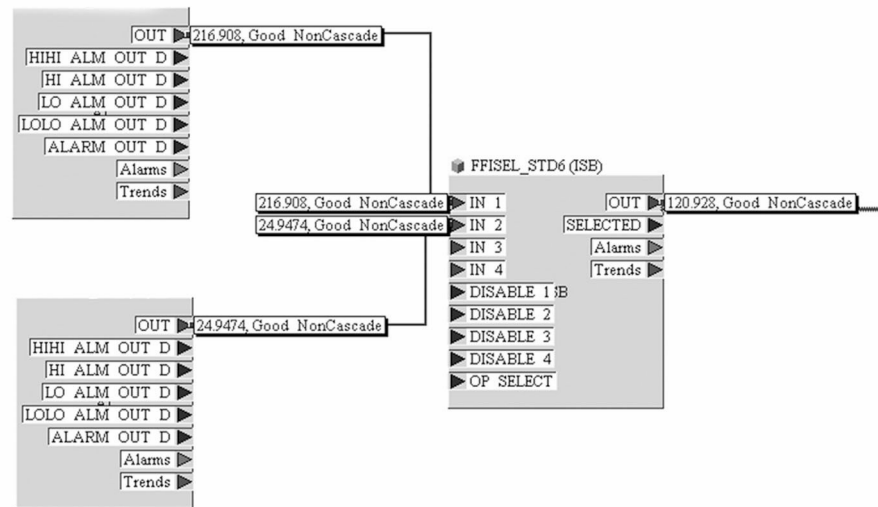 OUT
216.908, Good NonCascade
HIHI ALM OUT D
HI ALM OUT D
LO ALM OUT D
LOLO ALM OUT D
ALARM OUT D
Alarms
Trends
FFISEL_STD6 (ISB)
216.908, Good NonCascade
IN 1
OUT
120.928, Good NonCascade
24.9474, Good NonCascade
IN 2
SELECTED
IN 3
Alarms
IN 4
Trends
DISABLE 1
DISABLE 2
DISABLE 3
DISABLE 4
OP SELECT
OUT
24.9474, Good NonCascade
HIHI ALM OUT D
HI ALM OUT D
LO ALM OUT D
LOLO ALM OUT D
ALARM OUT D
Alarms
Trends